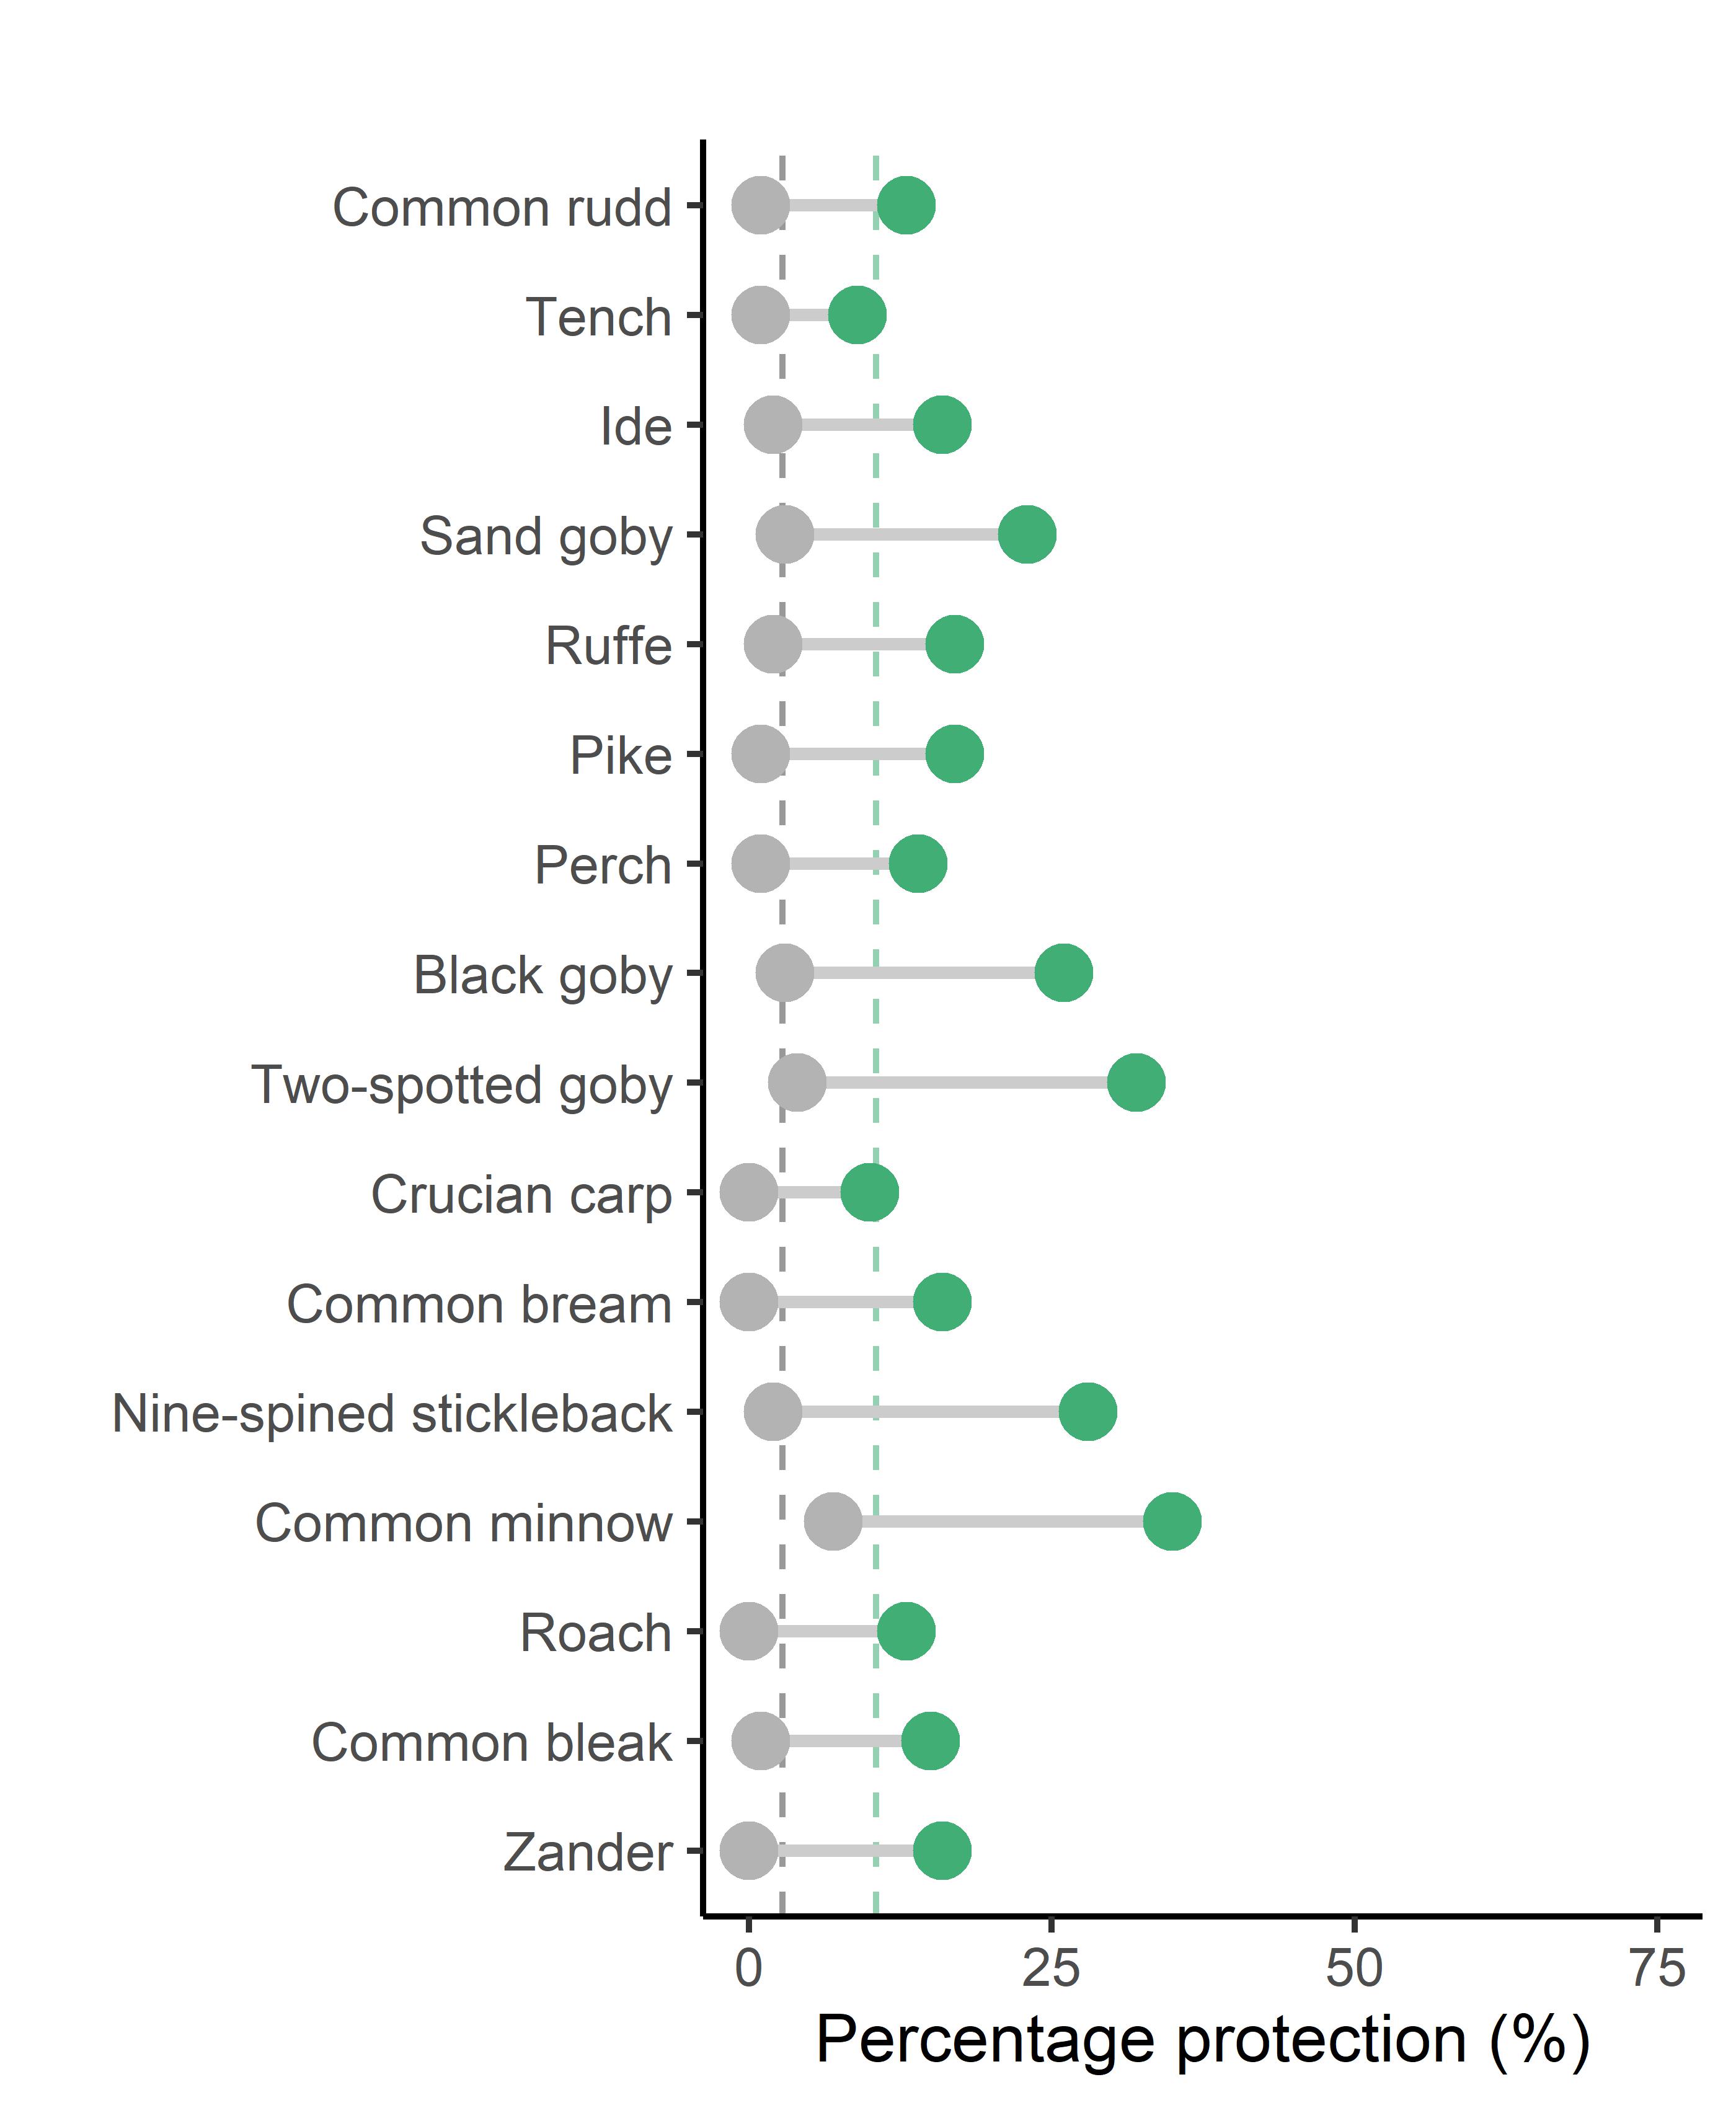 Common rudd
Tench
Ide
Sand goby
Ruffe
Pike
Perch
Black goby
Two-spotted goby
Crucian carp
Common bream
Nine-spined stickleback
Common minnow
Roach
Common bleak
Zander
0 25 50 75
Percentage protection (%)